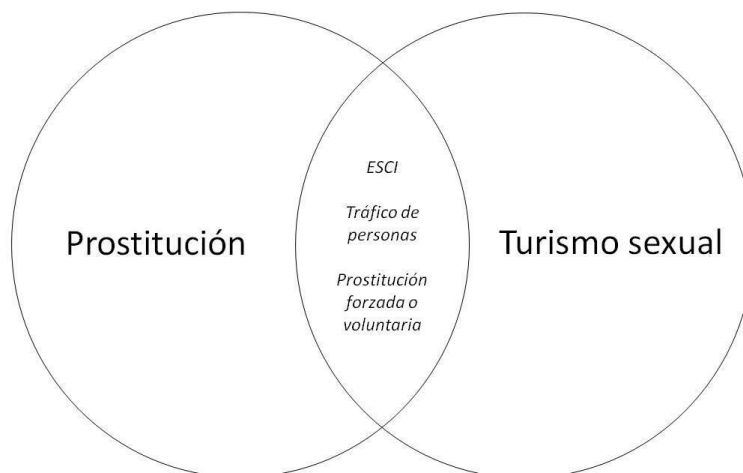 Prostitución
ESCI
Tráfico de
personas
Prostitución
forzada o
voluntaria
Turismo sexual